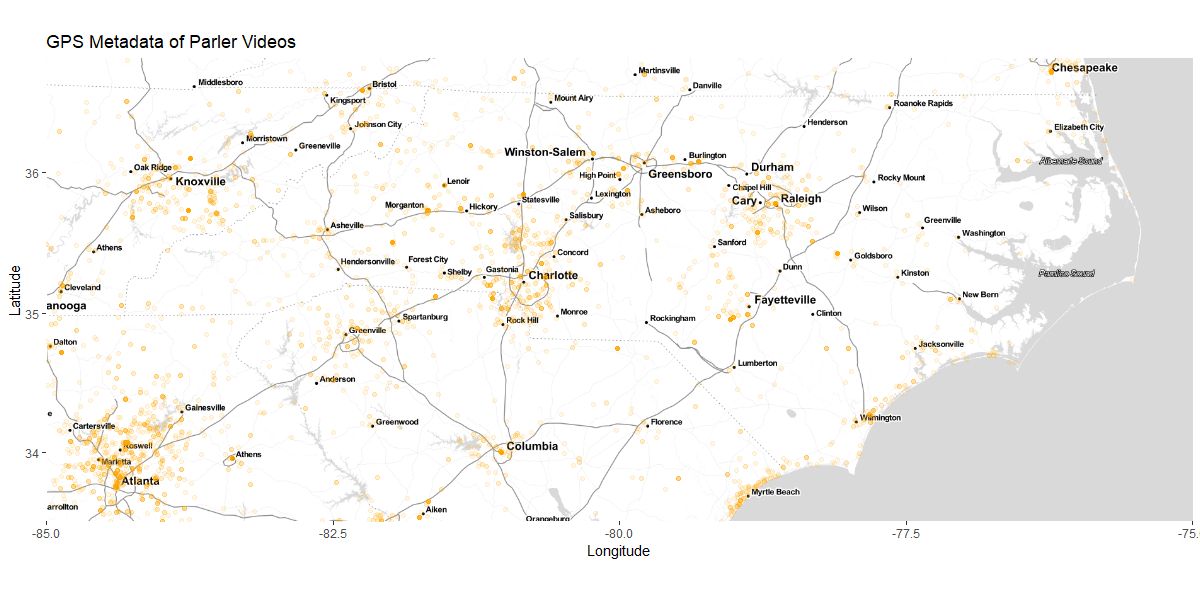 GPS Metadata of Parler Videos
Middlesboro
Bristol
Kingsport
Martinsville
Danville
Mount Airy
Chesapeake
Roanoke Rapids
Johnson City
Henderson
Elizabeth City
Morristown
Greeneville
Winston-Salem
Burlington
Albemarle Sound
Oak Ridge
Knoxville
High Point
Greensboro
Durham
Chapel Hill
Lenoir
Statesville
Lexington
Cary
Raleigh
Rocky Mount
Morganton
Hickory
Salisbury
Asheboro
Wilson
Asheville
Greenville
Washington
Athens
Concord
Sanford
Goldsboro
Hendersonville
Forest City
Shelby
Gastonia
Charlotte
Dunn
Kinston
Pamlico Sound
Cleveland
anooga
Fayetteville
New Bern
Spartanburg
Rock Hill
Monroe
Rockingham
Clinton
Greenville
Dalton
Jacksonville
Lumberton
Anderson
Gainesville
e
Cartersville
Greenwood
Florence
Wilmington
Roswell
Columbia
Marietta
Athens
Atlanta
Myrtle Beach
arrollton
Aiken
Orangeburg
36
35
34
Latitude
-85.0
-82.5
-80.0
-77.5
-75.0
Longitude